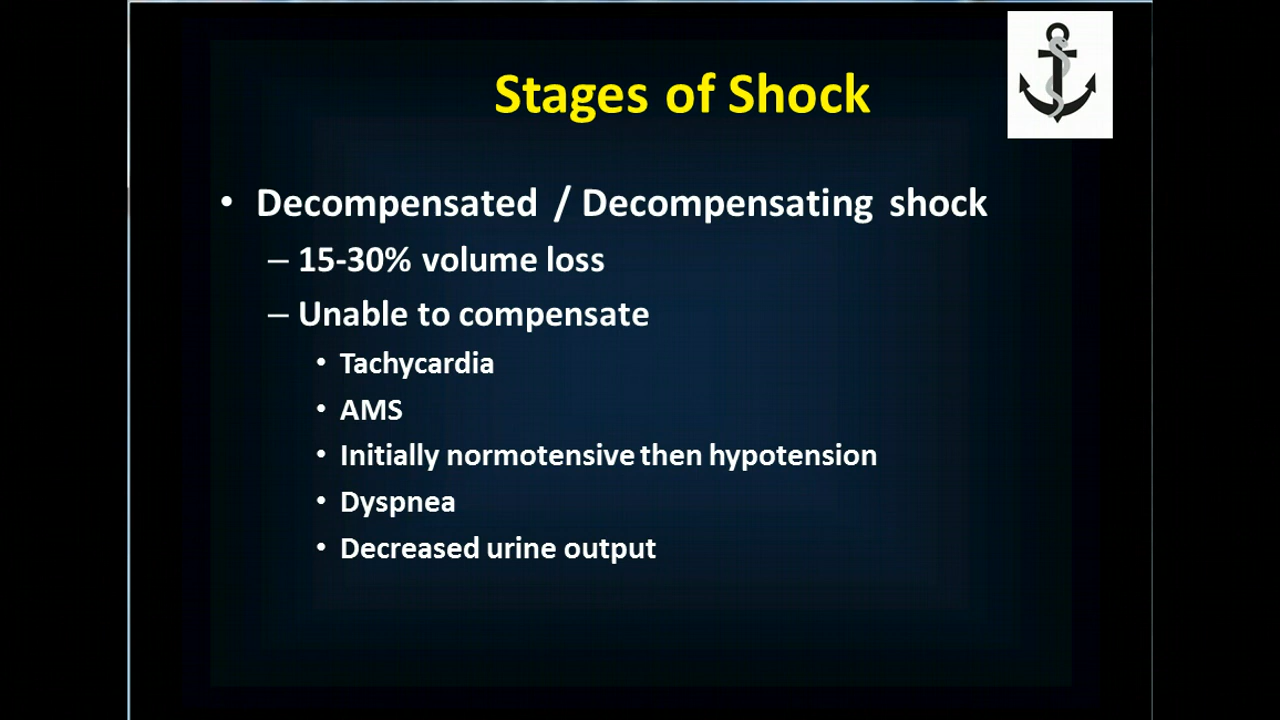 Stages of Shock
• Decompensated / Decompensating shock
– 15-30% volume loss
– Unable to compensate
• Tachycardia
• AMS
• Initially normotensive then hypotension
• Dyspnea
• Decreased urine output